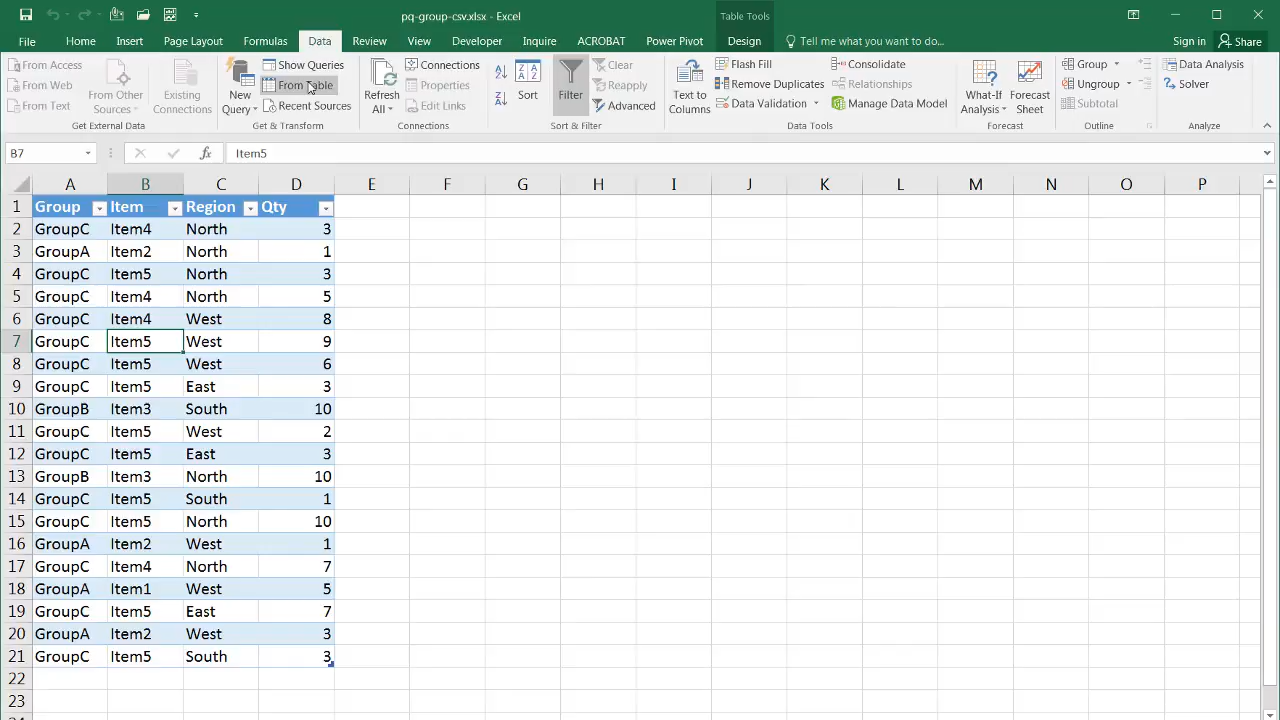 pq-group-csv.xlsx - Excel
Table Tools
File Home Insert Page Layout Formulas Data Review View Developer Inquire ACROBAT Power Pivot Design Tell me what you want to do... Sign in Share
From Access
From Web
From Text
From Other Sources
Existing Connections
Get External Data
New Query
Show Queries
From Table
Recent Sources
Get & Transform
Refresh All
Connections
Properties
Edit Links
Connections
Sort
Filter
Clear
Reapply
Advanced
Sort & Filter
Text to Columns
Flash Fill
Remove Duplicates
Data Validation
Consolidate
Relationships
Manage Data Model
Data Tools
What-If Analysis
Forecast Sheet
Forecast
Group
Ungroup
Subtotal
Outline
Data Analysis
Solver
Analyze
B7 fx Item5
A B C D E F G H I J K L M N O P
1 Group Item Region Qty
2 GroupC Item4 North 3
3 GroupA Item2 North 1
4 GroupC Item5 North 3
5 GroupC Item4 North 5
6 GroupC Item4 West 8
7 GroupC Item5 West 9
8 GroupC Item5 West 6
9 GroupC Item5 East 3
10 GroupB Item3 South 10
11 GroupC Item5 West 2
12 GroupC Item5 East 3
13 GroupB Item3 North 10
14 GroupC Item5 South 1
15 GroupC Item5 North 10
16 GroupA Item2 West 1
17 GroupC Item4 North 7
18 GroupA Item1 West 5
19 GroupC Item5 East 7
20 GroupA Item2 West 3
21 GroupC Item5 South 3
22
23